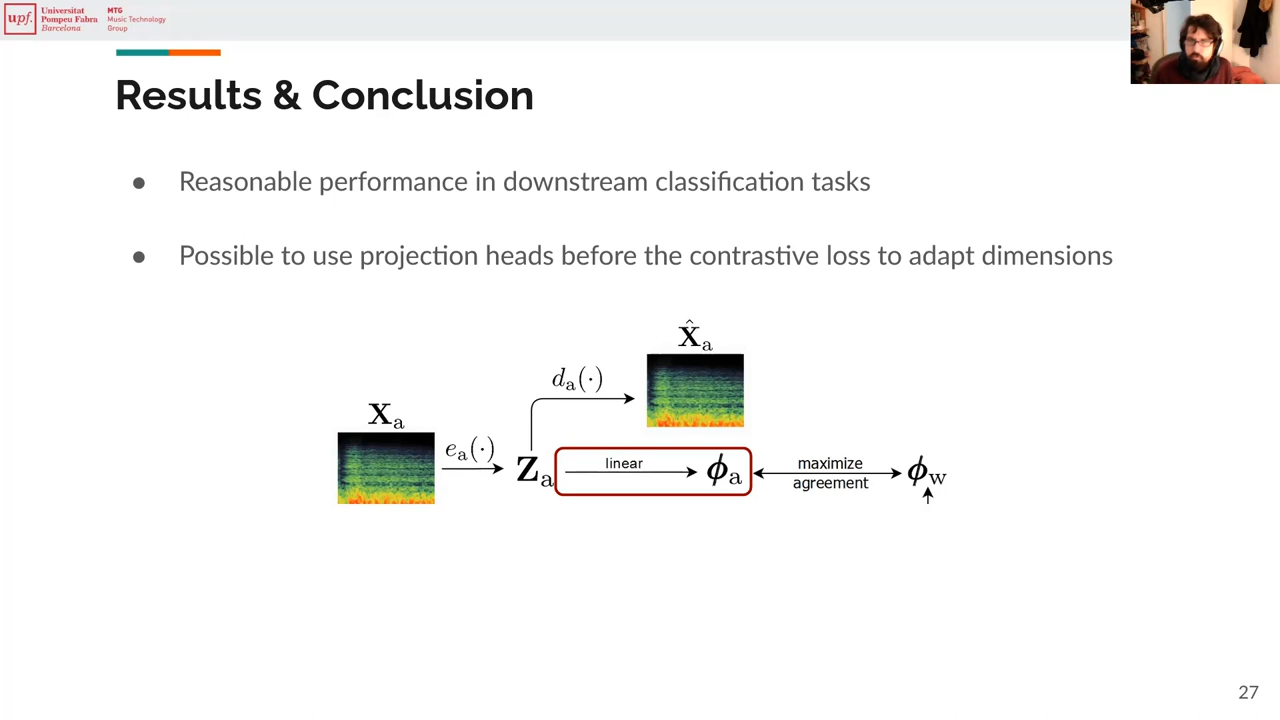 upf.
Universitat
Pompeu Fabra
Barcelona
MTG
Music Technology
Group
Results & Conclusion
● Reasonable performance in downstream classification tasks
● Possible to use projection heads before the contrastive loss to adapt dimensions
X̂a
da(·)
Xa
ea(·)
Za
linear
ϕa
maximize
agreement
ϕw
27